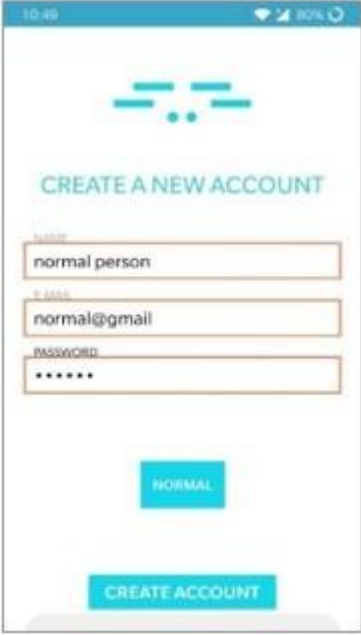 10:49 80%
CREATE A NEW ACCOUNT
NAME
normal person
E-MAIL
normal@gmail
PASSWORD
••••••
NORMAL
CREATE ACCOUNT